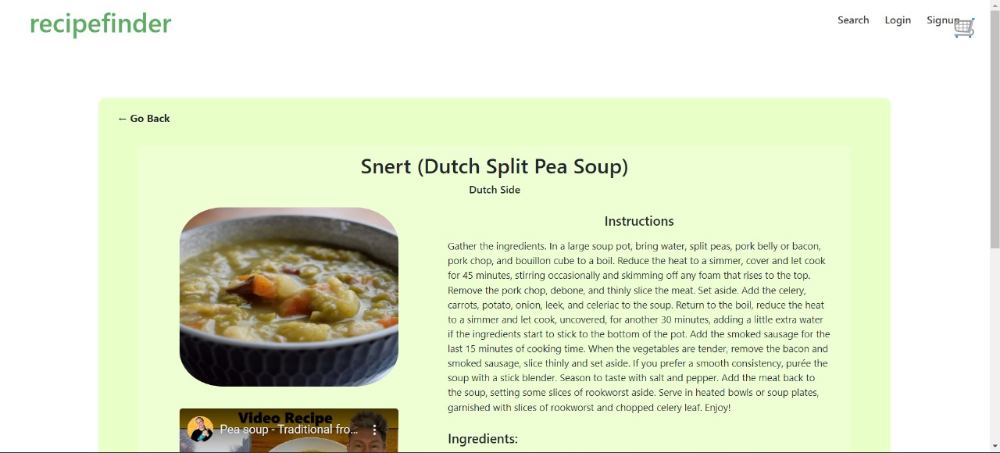 recipefinder
Search Login Signup
← Go Back
Snert (Dutch Split Pea Soup)
Dutch Side
Instructions
Gather the ingredients. In a large soup pot, bring water, split peas, pork belly or bacon,
pork chop, and bouillon cube to a boil. Reduce the heat to a simmer, cover and let cook
for 45 minutes, stirring occasionally and skimming off any foam that rises to the top.
Remove the pork chop, debone, and thinly slice the meat. Set aside. Add the celery,
carrots, potato, onion, leek, and celeriac to the soup. Return to the boil, reduce the heat
to a simmer and let cook, uncovered, for another 30 minutes, adding a little extra water
if the ingredients start to stick to the bottom of the pot. Add the smoked sausage for the
last 15 minutes of cooking time. When the vegetables are tender, remove the bacon and
smoked sausage, slice thinly and set aside. If you prefer a smooth consistency, purée the
soup with a stick blender. Season to taste with salt and pepper. Add the meat back to
the soup, setting some slices of rookworst aside. Serve in heated bowls or soup plates,
garnished with slices of rookworst and chopped celery leaf. Enjoy!
Video Recipe
Pea soup - Traditional fro...
Ingredients: